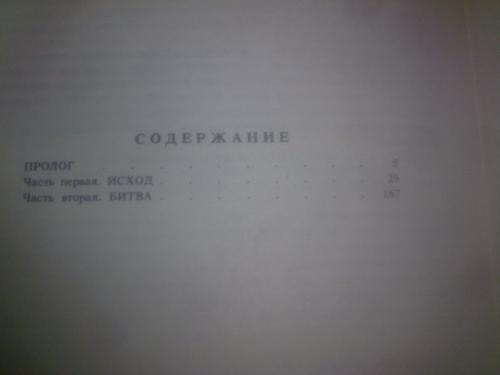 СОДЕРЖАНИЕ
ПРОЛОГ . . . . . . . . . . 5
Часть первая. ИСХОД . . . . . . . . 29
Часть вторая. БИТВА . . . . . . . . 167